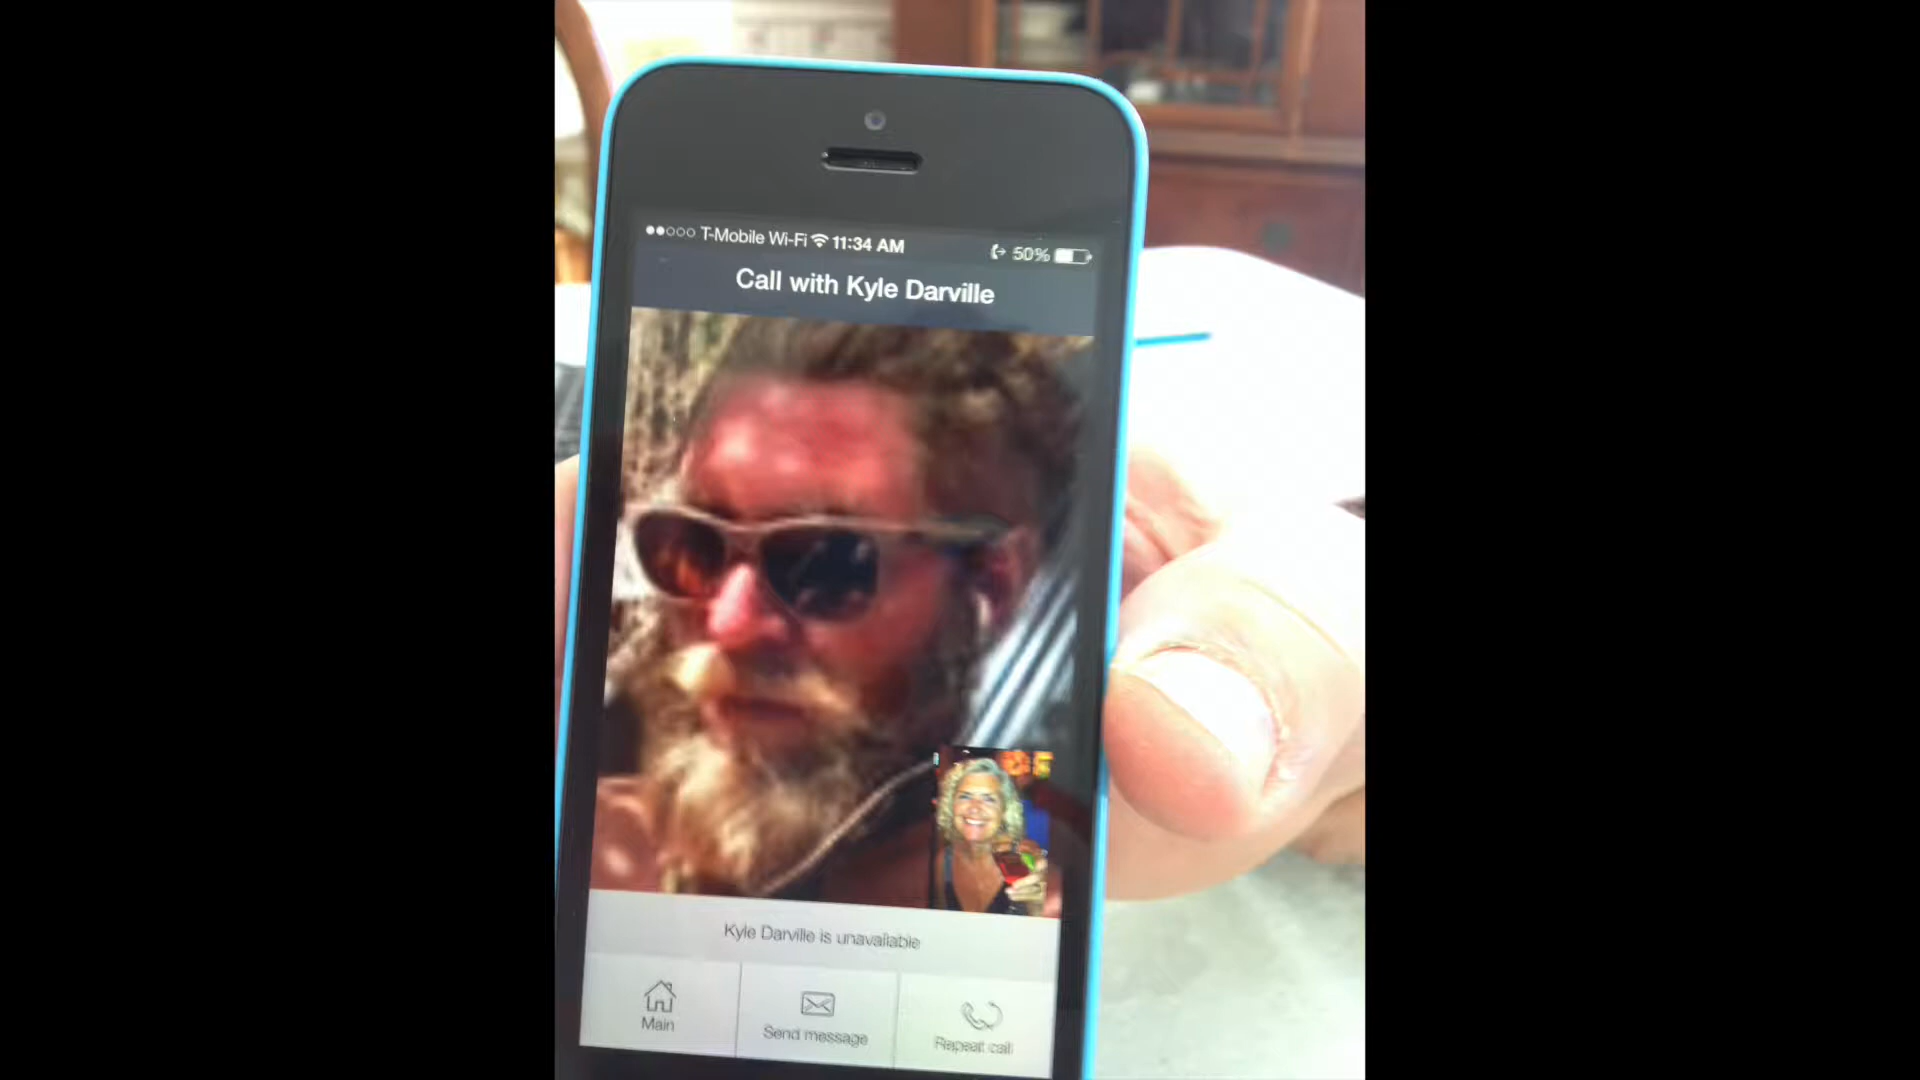 T-Mobile Wi-Fi 11:34 AM 50%
Call with Kyle Darville
Kyle Darville is unavailable
Main
Send message
Repeat call